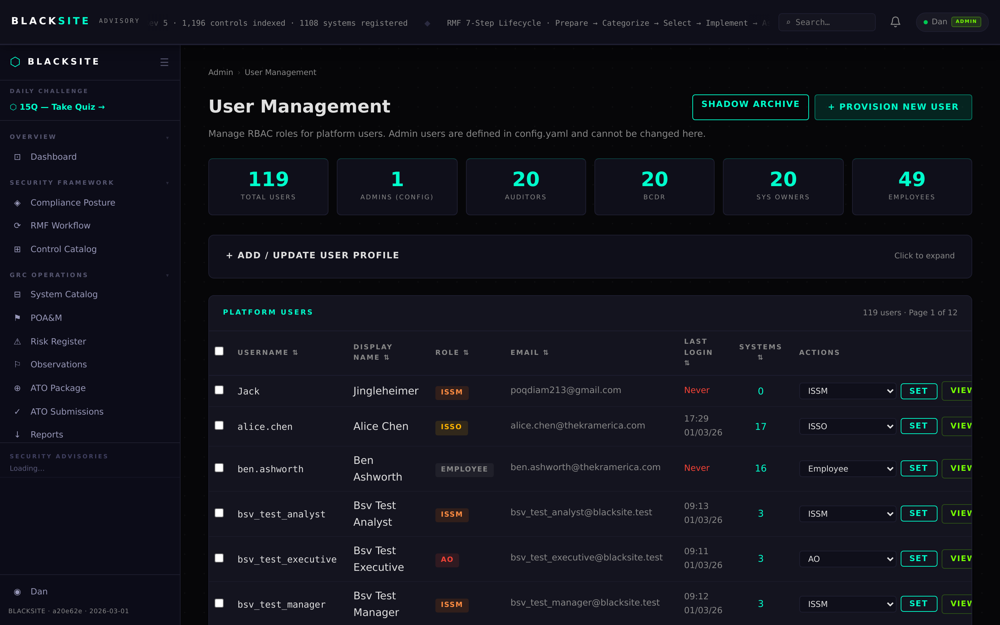 BLACKSITE ADVISORY
ev 5 · 1,196 controls indexed · 1108 systems registered ◆ RMF 7-Step Lifecycle · Prepare → Categorize → Select → Implement → As
Search…
Dan ADMIN
BLACKSITE
DAILY CHALLENGE
15Q — Take Quiz →
OVERVIEW
Dashboard
SECURITY FRAMEWORK
Compliance Posture
RMF Workflow
Control Catalog
GRC OPERATIONS
System Catalog
POA&M
Risk Register
Observations
ATO Package
ATO Submissions
Reports
SECURITY ADVISORIES
Loading…
Dan
BLACKSITE · a20e62e · 2026-03-01
Admin › User Management
User Management
SHADOW ARCHIVE
+ PROVISION NEW USER
Manage RBAC roles for platform users. Admin users are defined in config.yaml and cannot be changed here.
119
TOTAL USERS
1
ADMINS (CONFIG)
20
AUDITORS
20
BCDR
20
SYS OWNERS
49
EMPLOYEES
+ ADD / UPDATE USER PROFILE
Click to expand
PLATFORM USERS
119 users · Page 1 of 12
USERNAME ⇅
DISPLAY
NAME ⇅
ROLE ⇅
EMAIL ⇅
LAST
LOGIN
⇅
SYSTEMS
⇅
ACTIONS
Jack
Jingleheimer
ISSM
poqdiam213@gmail.com
Never
0
ISSM
SET
VIEW
alice.chen
Alice Chen
ISSO
alice.chen@thekramerica.com
17:29
01/03/26
17
ISSO
SET
VIEW
ben.ashworth
Ben
Ashworth
EMPLOYEE
ben.ashworth@thekramerica.com
Never
16
Employee
SET
VIEW
bsv_test_analyst
Bsv Test
Analyst
ISSM
bsv_test_analyst@blacksite.test
09:13
01/03/26
3
ISSM
SET
VIEW
bsv_test_executive
Bsv Test
Executive
AO
bsv_test_executive@blacksite.test
09:11
01/03/26
3
AO
SET
VIEW
bsv_test_manager
Bsv Test
Manager
ISSM
bsv_test_manager@blacksite.test
09:12
01/03/26
3
ISSM
SET
VIEW